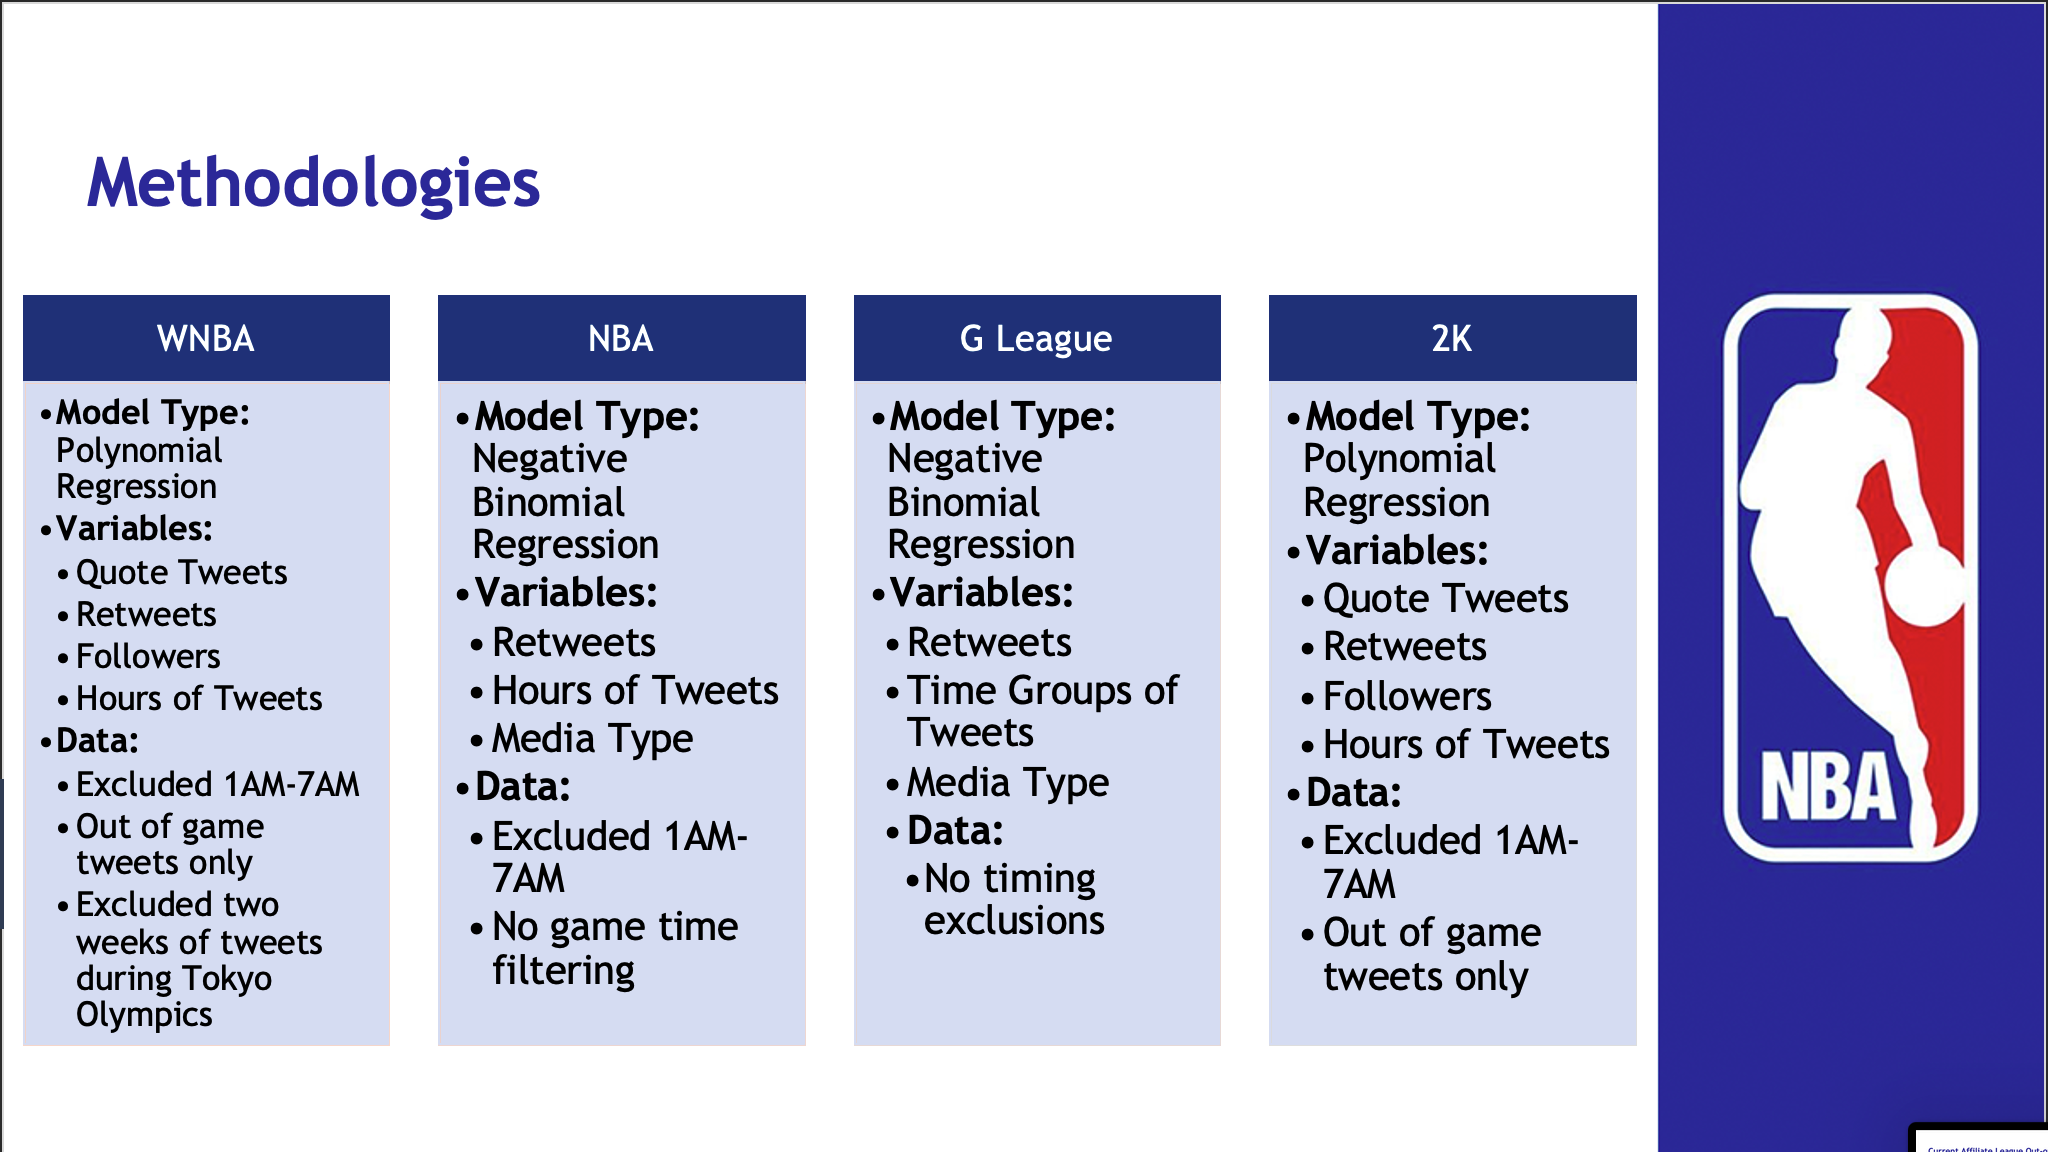 Methodologies
WNBA
•Model Type:
Polynomial
Regression
•Variables:
•Quote Tweets
•Retweets
•Followers
•Hours of Tweets
•Data:
•Excluded 1AM-7AM
•Out of game
tweets only
•Excluded two
weeks of tweets
during Tokyo
Olympics
NBA
•Model Type:
Negative
Binomial
Regression
•Variables:
•Retweets
•Hours of Tweets
•Media Type
•Data:
•Excluded 1AM-
7AM
•No game time
filtering
G League
•Model Type:
Negative
Binomial
Regression
•Variables:
•Retweets
•Time Groups of
Tweets
•Media Type
•Data:
•No timing
exclusions
2K
•Model Type:
Polynomial
Regression
•Variables:
•Quote Tweets
•Retweets
•Followers
•Hours of Tweets
•Data:
•Excluded 1AM-
7AM
•Out of game
tweets only
NBA
Current Affiliate League